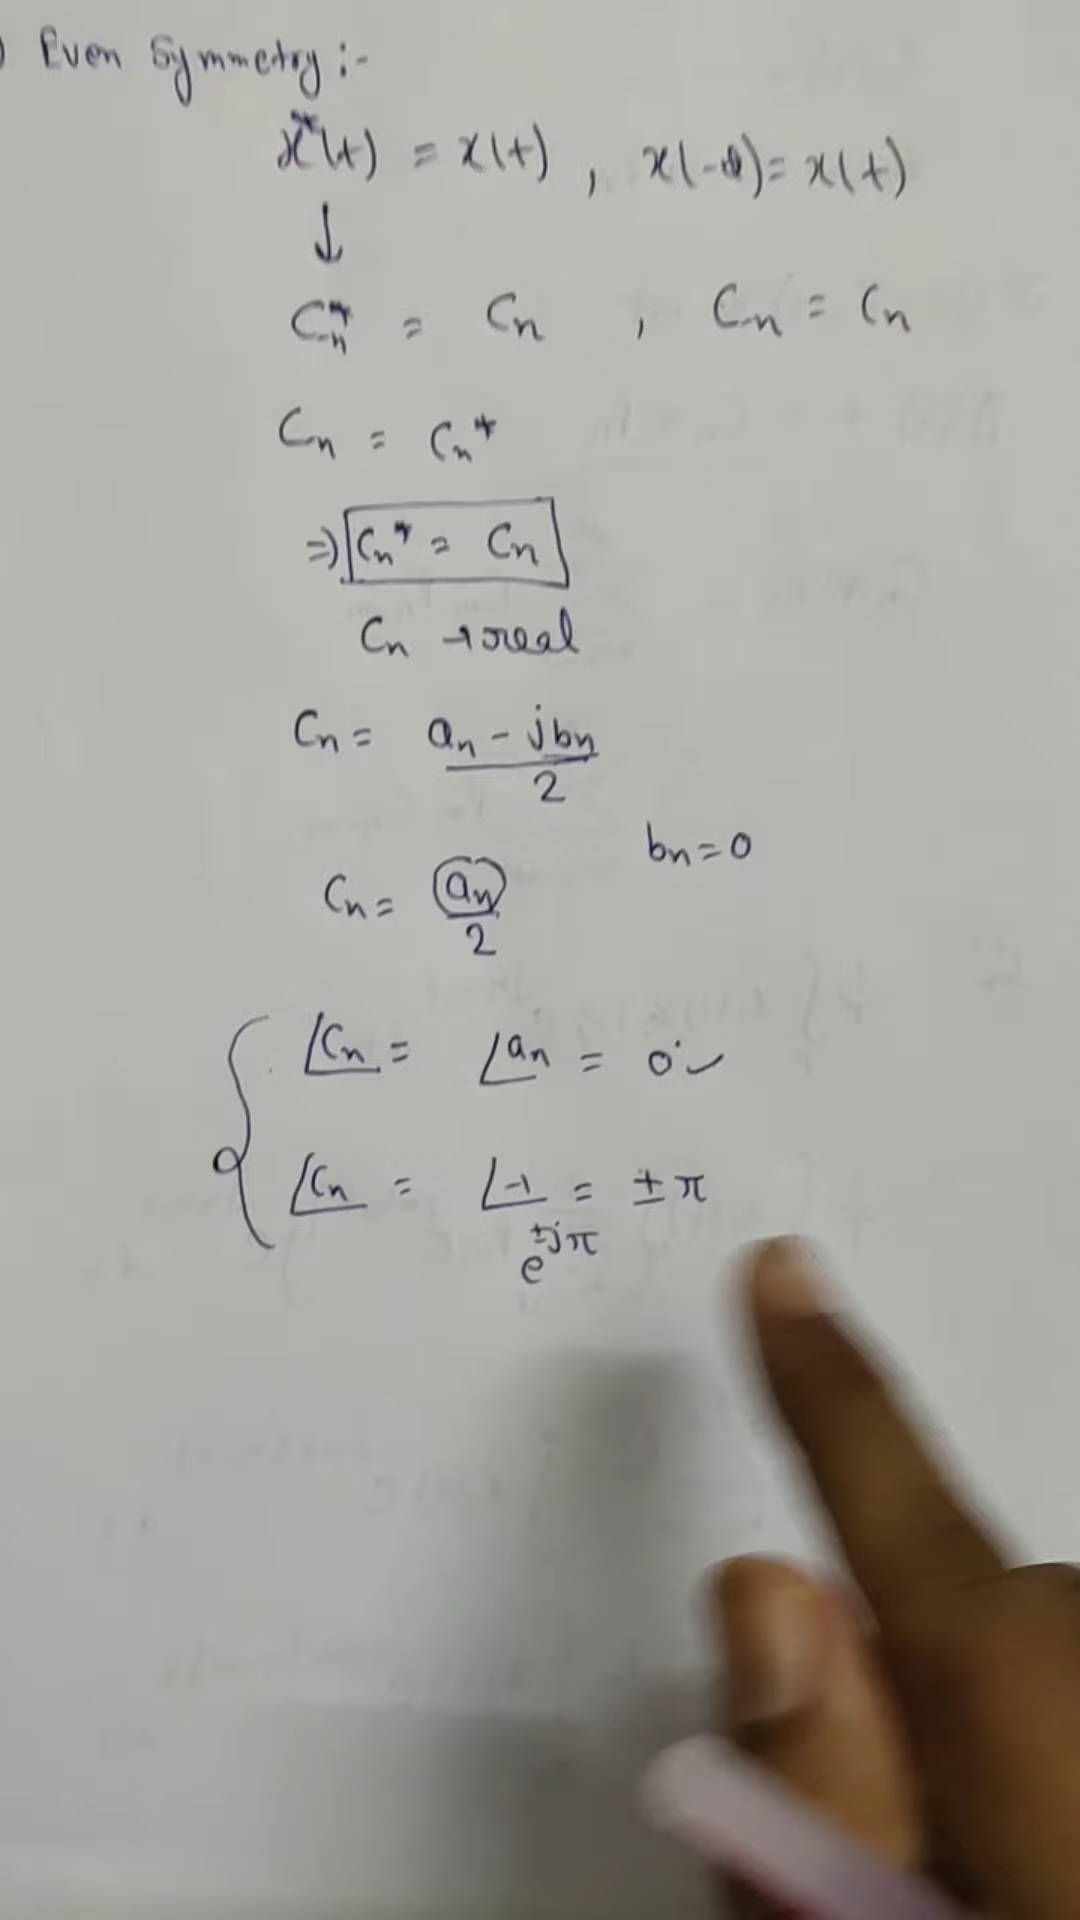 ) Even Symmetry :-
x*(t) = x(t) , x(-t) = x(t)
↓
C*-n = Cn , C-n = Cn
Cn = Cn*
⇒ Cn* = Cn
Cn → real
Cn = an - jbn / 2
bn = 0
Cn = an / 2
∠Cn = ∠an = 0° ✓
∠Cn = ∠-1 = ± π
e^±jπ